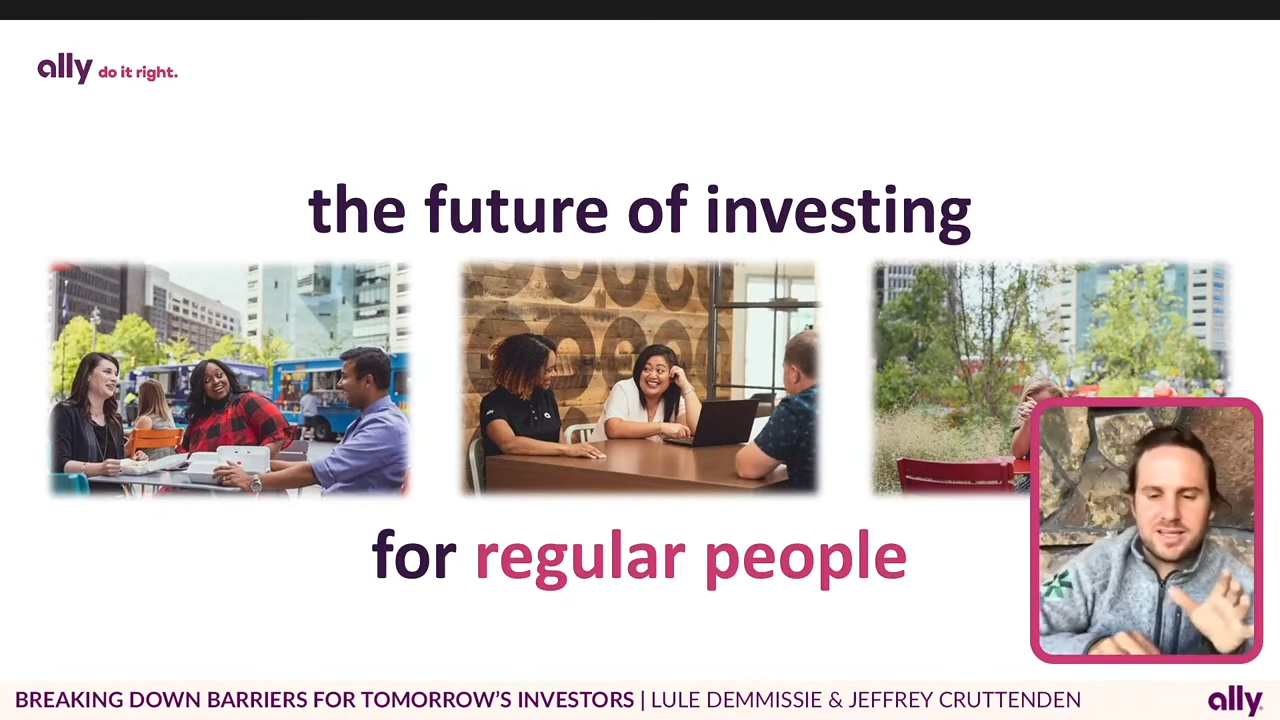 ally do it right.
the future of investing
for regular people
BREAKING DOWN BARRIERS FOR TOMORROW'S INVESTORS | LULE DEMMISSIE & JEFFREY CRUTTENDEN
ally.